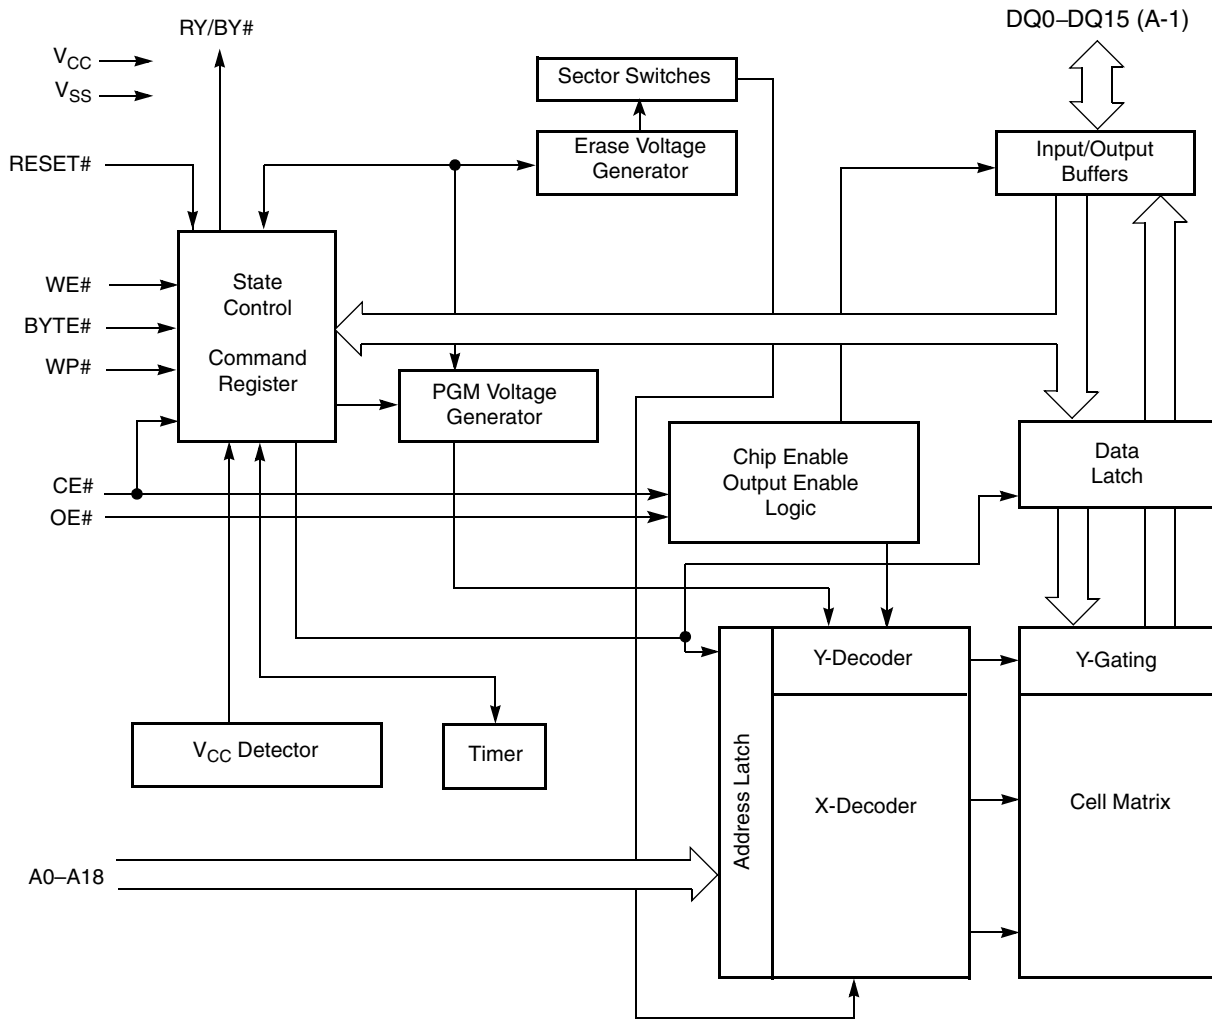 RY/BY#
DQ0–DQ15 (A-1)
VCC
VSS
Sector Switches
RESET#
Erase Voltage
Generator
Input/Output
Buffers
WE#
BYTE#
WP#
State
Control
Command
Register
PGM Voltage
Generator
CE#
OE#
Chip Enable
Output Enable
Logic
Data
Latch
Y-Decoder
Y-Gating
VCC Detector
Timer
Address Latch
X-Decoder
Cell Matrix
A0–A18